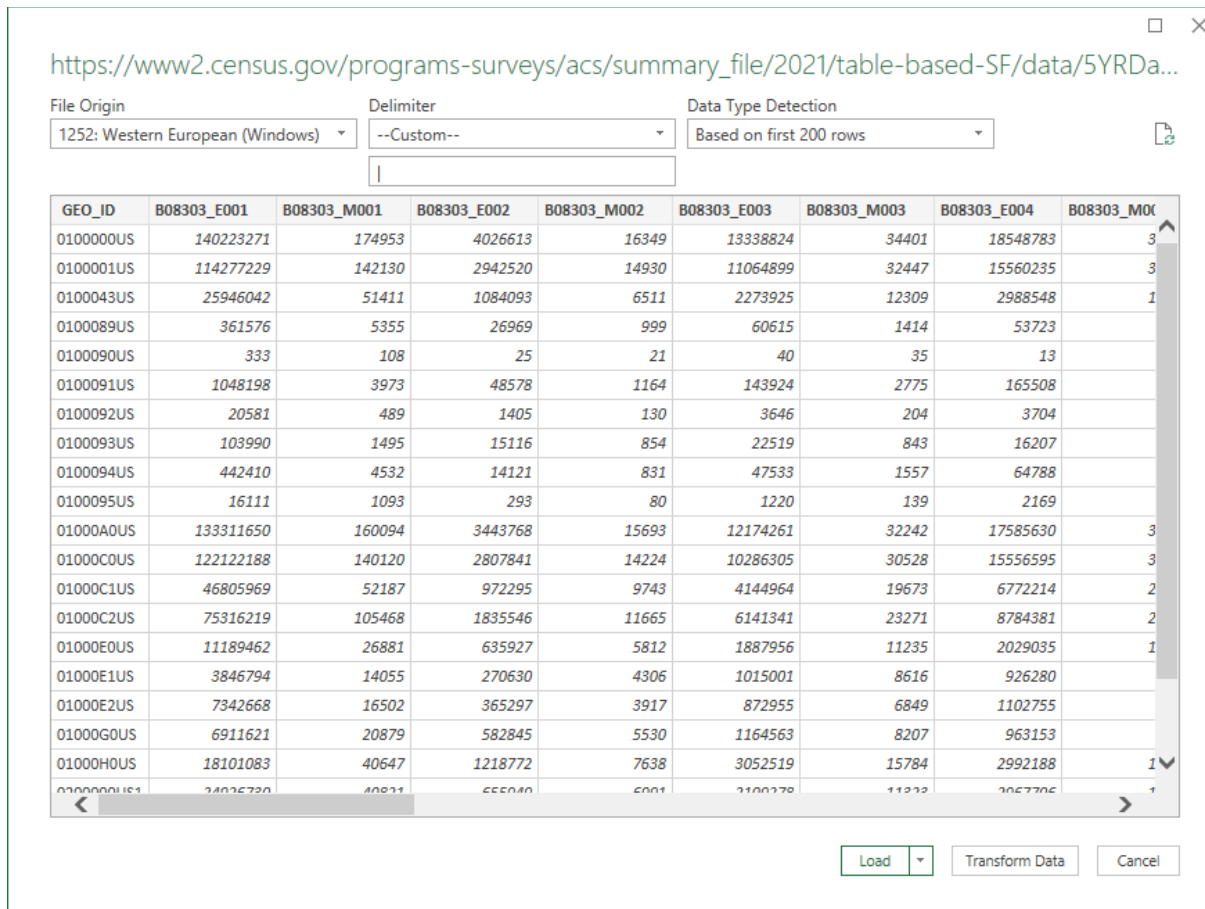 https://www2.census.gov/programs-surveys/acs/summary_file/2021/table-based-SF/data/5YRDa...
File Origin Delimiter Data Type Detection
1252: Western European (Windows) --Custom-- Based on first 200 rows
|
GEO_ID B08303_E001 B08303_M001 B08303_E002 B08303_M002 B08303_E003 B08303_M003 B08303_E004 B08303_M00
0100000US 140223271 174953 4026613 16349 13338824 34401 18548783 3
0100001US 114277229 142130 2942520 14930 11064899 32447 15560235 3
0100043US 25946042 51411 1084093 6511 2273925 12309 2988548 1
0100089US 361576 5355 26969 999 60615 1414 53723
0100090US 333 108 25 21 40 35 13
0100091US 1048198 3973 48578 1164 143924 2775 165508
0100092US 20581 489 1405 130 3646 204 3704
0100093US 103990 1495 15116 854 22519 843 16207
0100094US 442410 4532 14121 831 47533 1557 64788
0100095US 16111 1093 293 80 1220 139 2169
01000A0US 133311650 160094 3443768 15693 12174261 32242 17585630 3
01000C0US 122122188 140120 2807841 14224 10286305 30528 15556595 3
01000C1US 46805969 52187 972295 9743 4144964 19673 6772214 2
01000C2US 75316219 105468 1835546 11665 6141341 23271 8784381 2
01000E0US 11189462 26881 635927 5812 1887956 11235 2029035 1
01000E1US 3846794 14055 270630 4306 1015001 8616 926280
01000E2US 7342668 16502 365297 3917 872955 6849 1102755
01000G0US 6911621 20879 582845 5530 1164563 8207 963153
01000H0US 18101083 40647 1218772 7638 3052519 15784 2992188 1
Load Transform Data Cancel